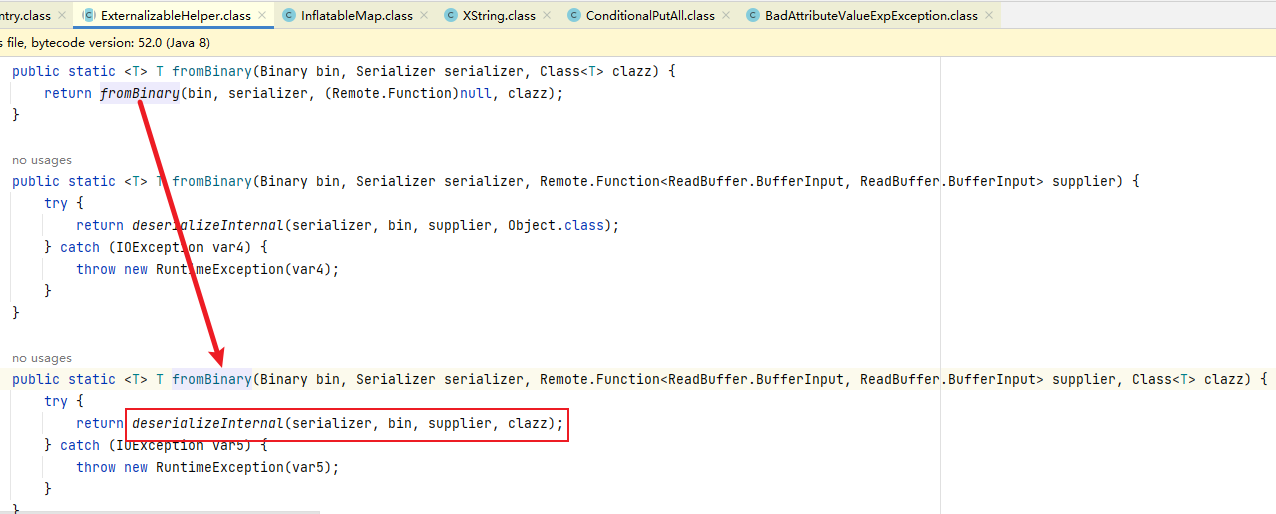 ntry.class × ExternalizableHelper.class × InflatableMap.class × XString.class × ConditionalPutAll.class × BadAttributeValueExpException.class ×
s file, bytecode version: 52.0 (Java 8)
public static <T> T fromBinary(Binary bin, Serializer serializer, Class<T> clazz) {
return fromBinary(bin, serializer, (Remote.Function)null, clazz);
}
no usages
public static <T> T fromBinary(Binary bin, Serializer serializer, Remote.Function<ReadBuffer.BufferInput, ReadBuffer.BufferInput> supplier) {
try {
return deserializeInternal(serializer, bin, supplier, Object.class);
} catch (IOException var4) {
throw new RuntimeException(var4);
}
}
no usages
public static <T> T fromBinary(Binary bin, Serializer serializer, Remote.Function<ReadBuffer.BufferInput, ReadBuffer.BufferInput> supplier, Class<T> clazz) {
try {
return deserializeInternal(serializer, bin, supplier, clazz);
} catch (IOException var5) {
throw new RuntimeException(var5);
}
}